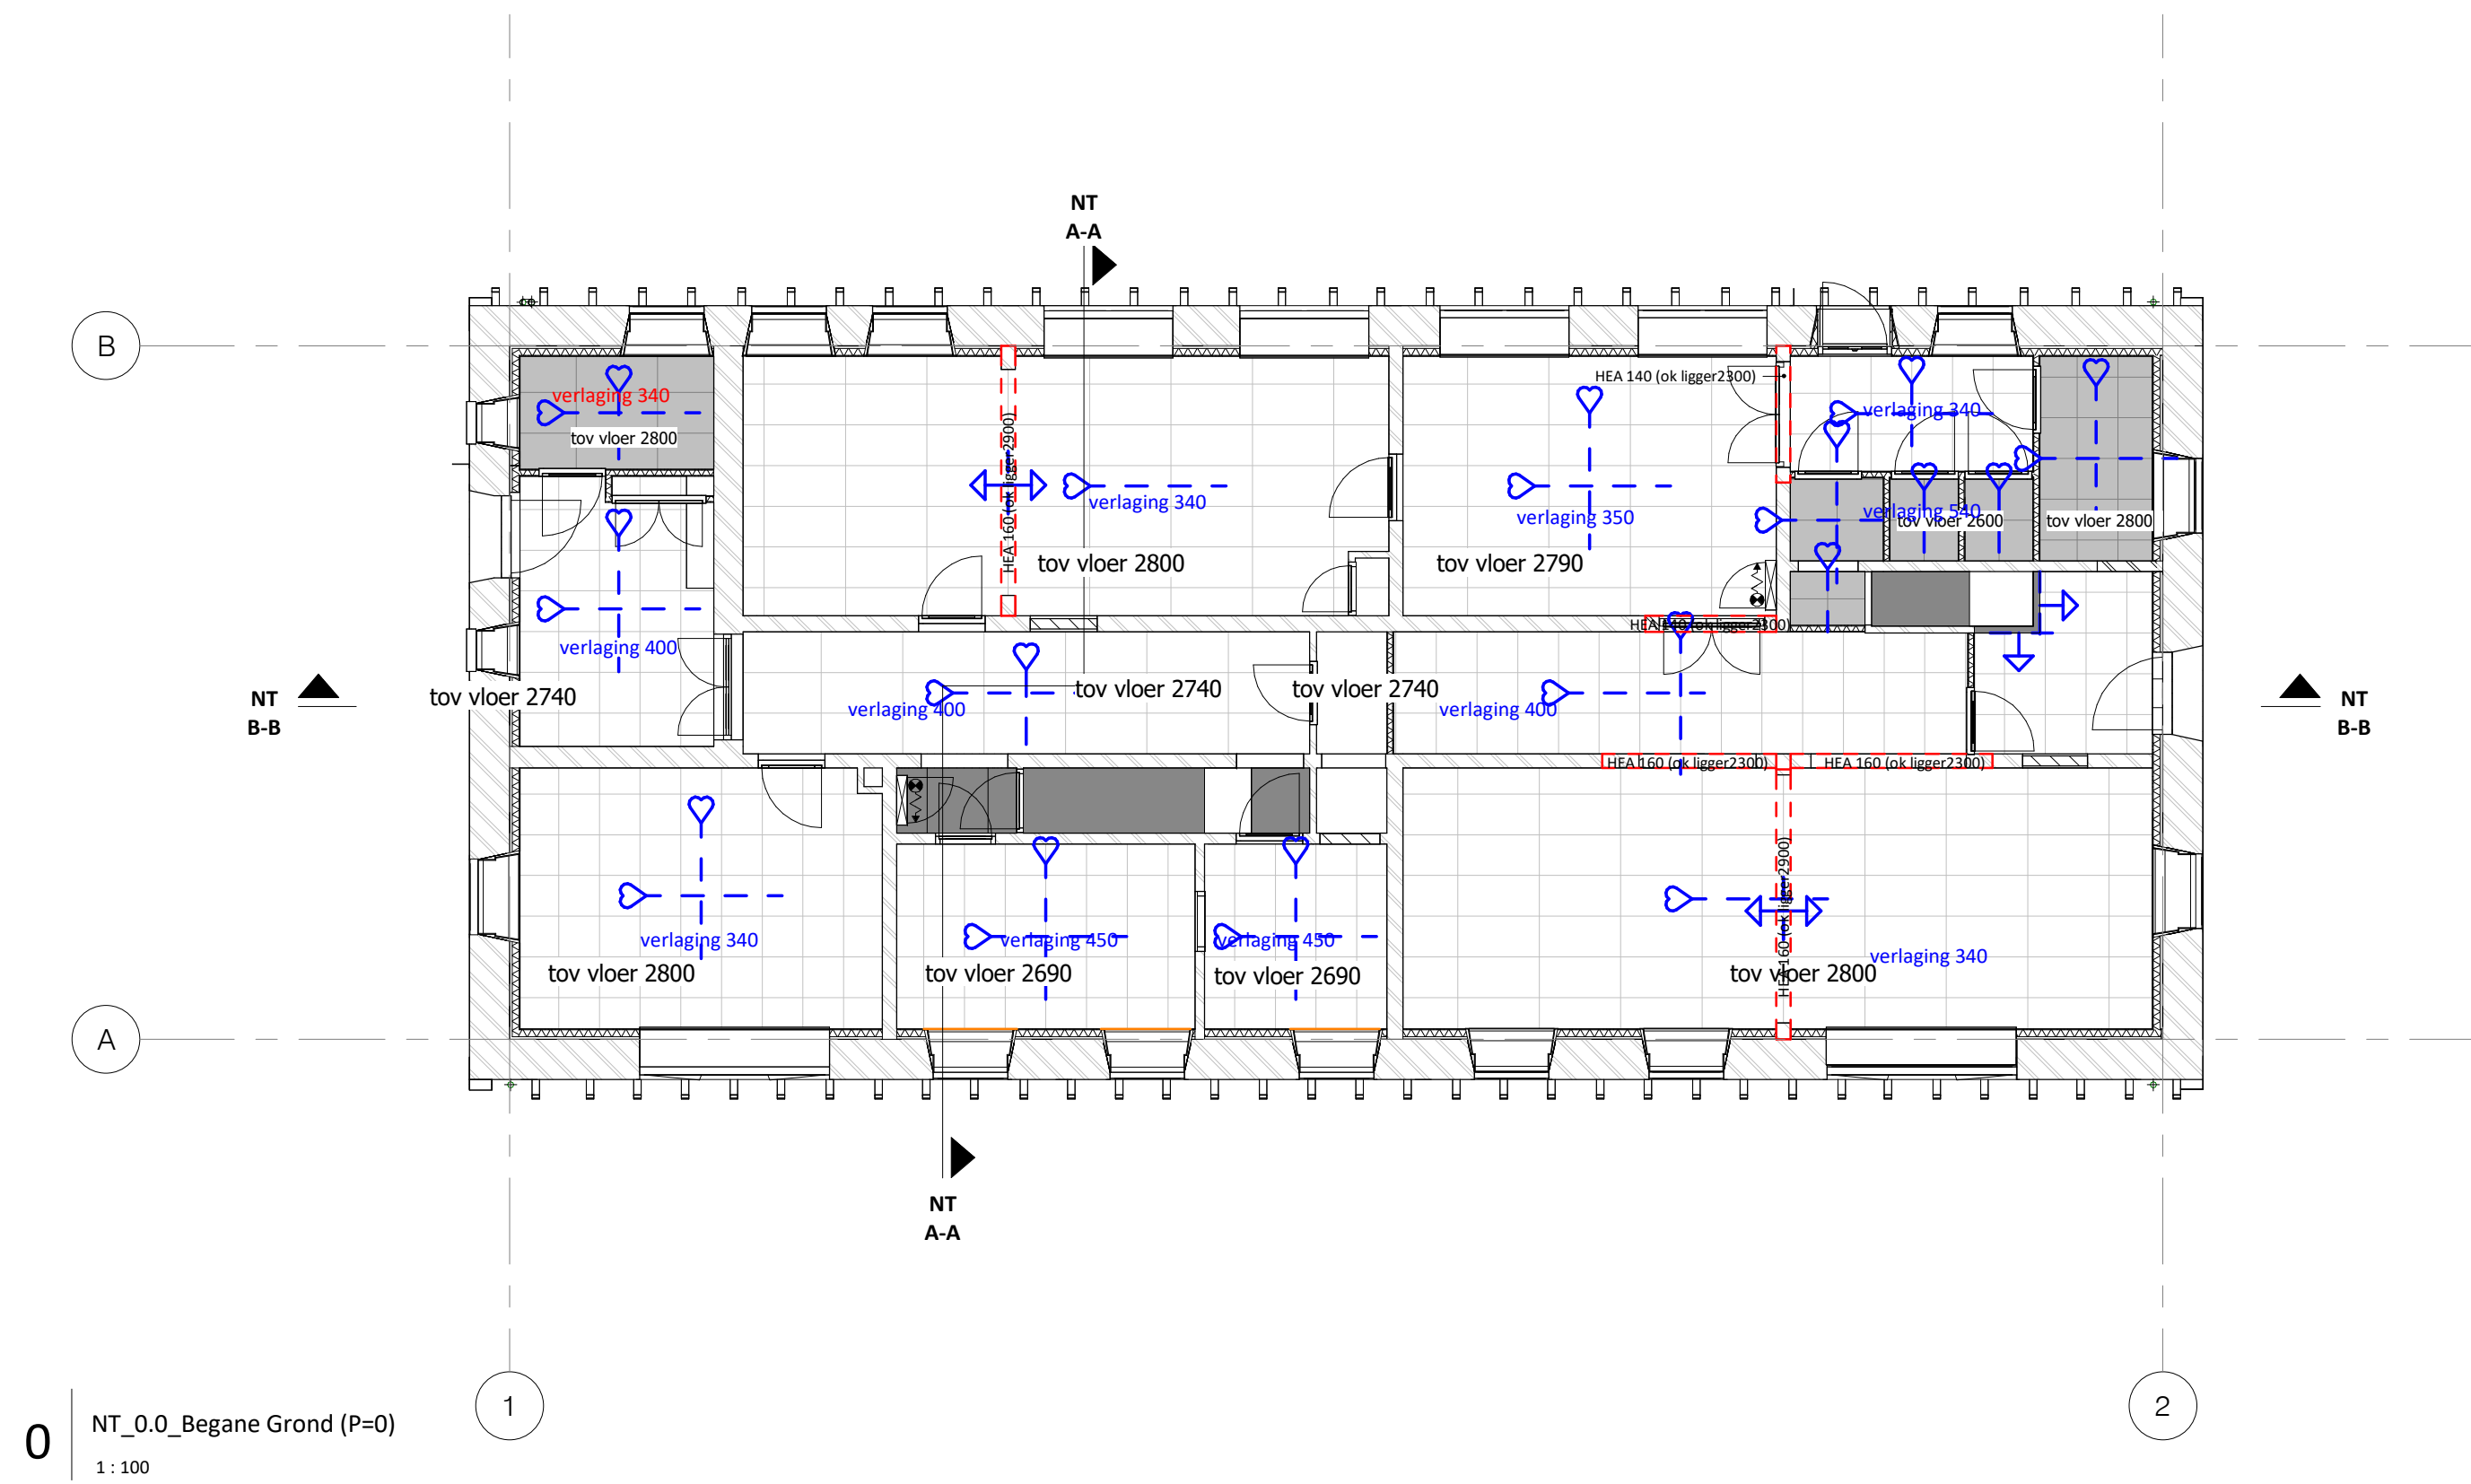 NT
A-A
B
HEA 140 (ok ligger2300)
verlaging 340
verlaging 340
tov vloer 2800
HEA 160 (ok ligger2900)
verlaging 340
verlaging 350
verlaging 540
tov vloer 2600
tov vloer 2800
tov vloer 2800
tov vloer 2790
HEA 140 (ok ligger2300)
verlaging 400
tov vloer 2740
verlaging 400
tov vloer 2740
tov vloer 2740
verlaging 400
NT
B-B
NT
B-B
HEA 160 (ok ligger2300)
HEA 160 (ok ligger2300)
HEA 160 (ok ligger2900)
verlaging 340
verlaging 450
verlaging 450
verlaging 340
tov vloer 2800
tov vloer 2690
tov vloer 2690
tov vloer 2800
A
NT
A-A
1
2
0
NT_0.0_Begane Grond (P=0)
1 : 100